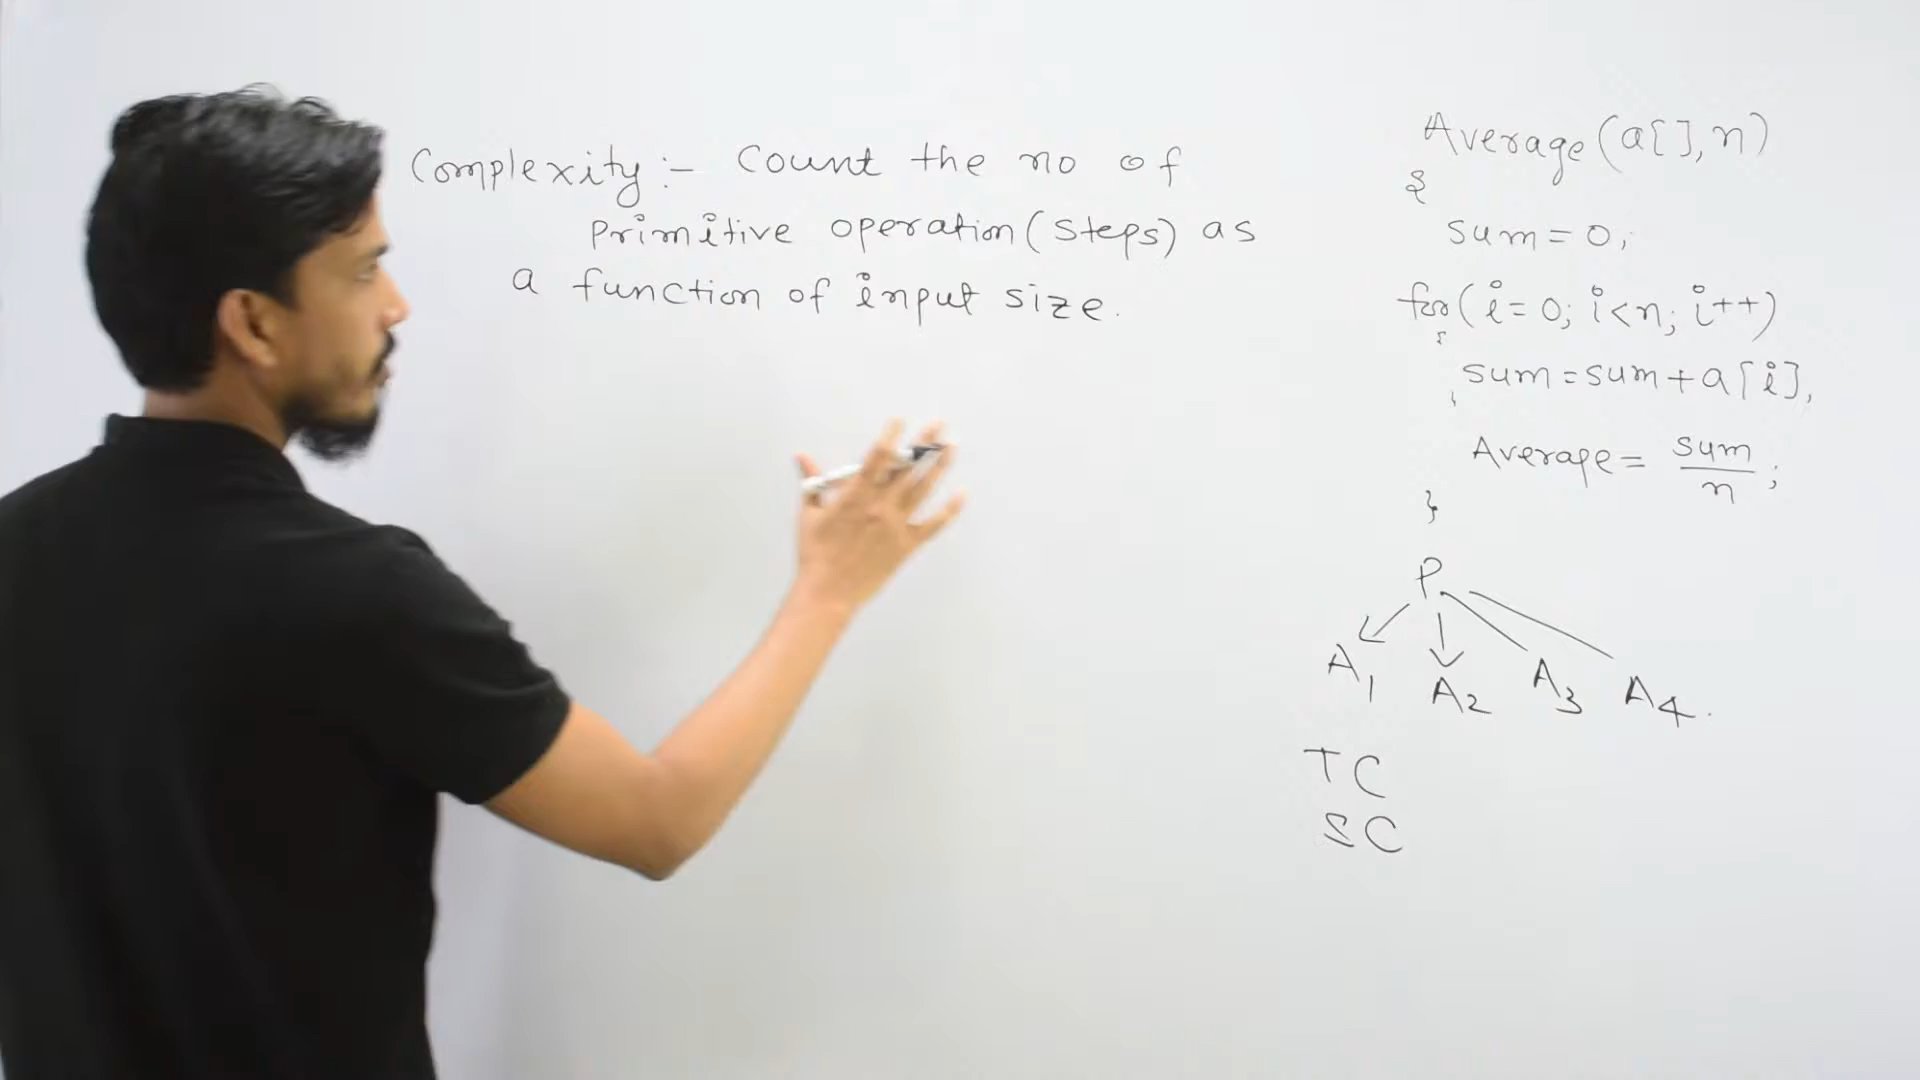 Complexity :- Count the no of
Primitive operation (Steps) as
a function of input size.
Average (a[], n)
{
sum = 0;
for (i = 0; i < n; i++)
{
sum = sum + a[i],
}
Average = sum/n;
}
P
A1 A2 A3 A4.
TC
SC